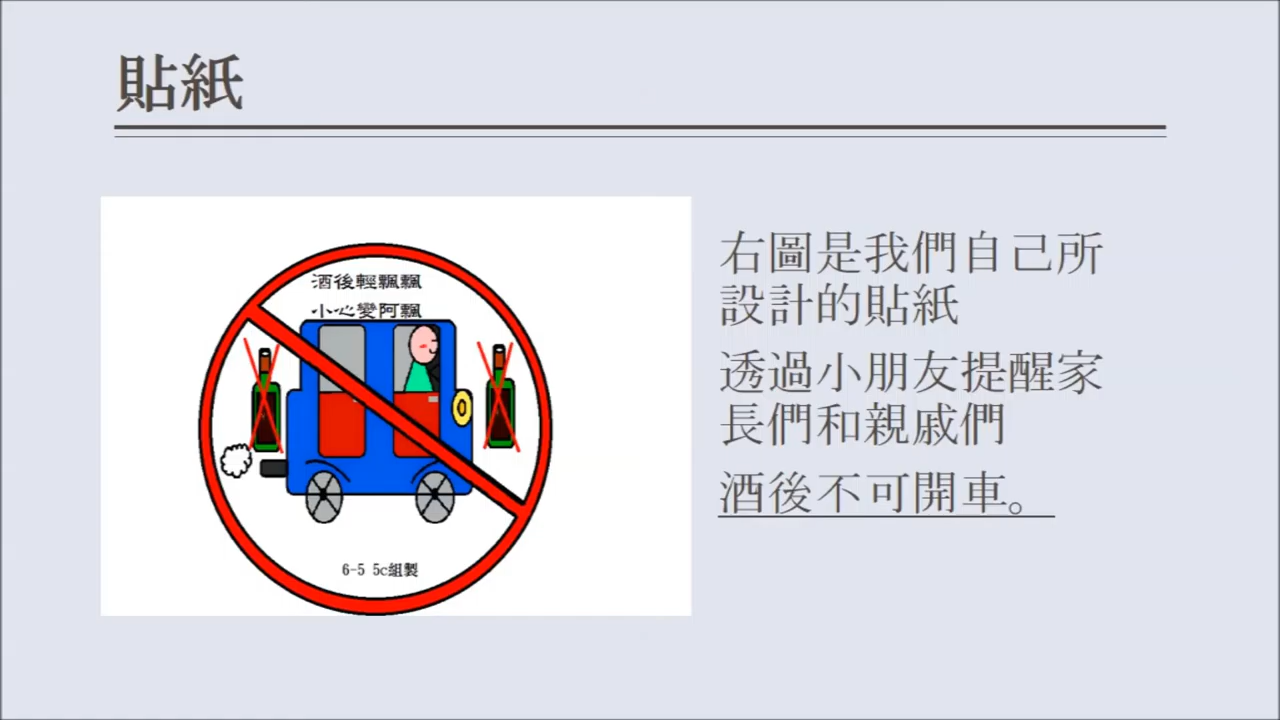 貼紙
酒後輕飄飄
小心變阿飄
6-5 5c組製
右圖是我們自己所
設計的貼紙
透過小朋友提醒家
長們和親戚們
酒後不可開車。